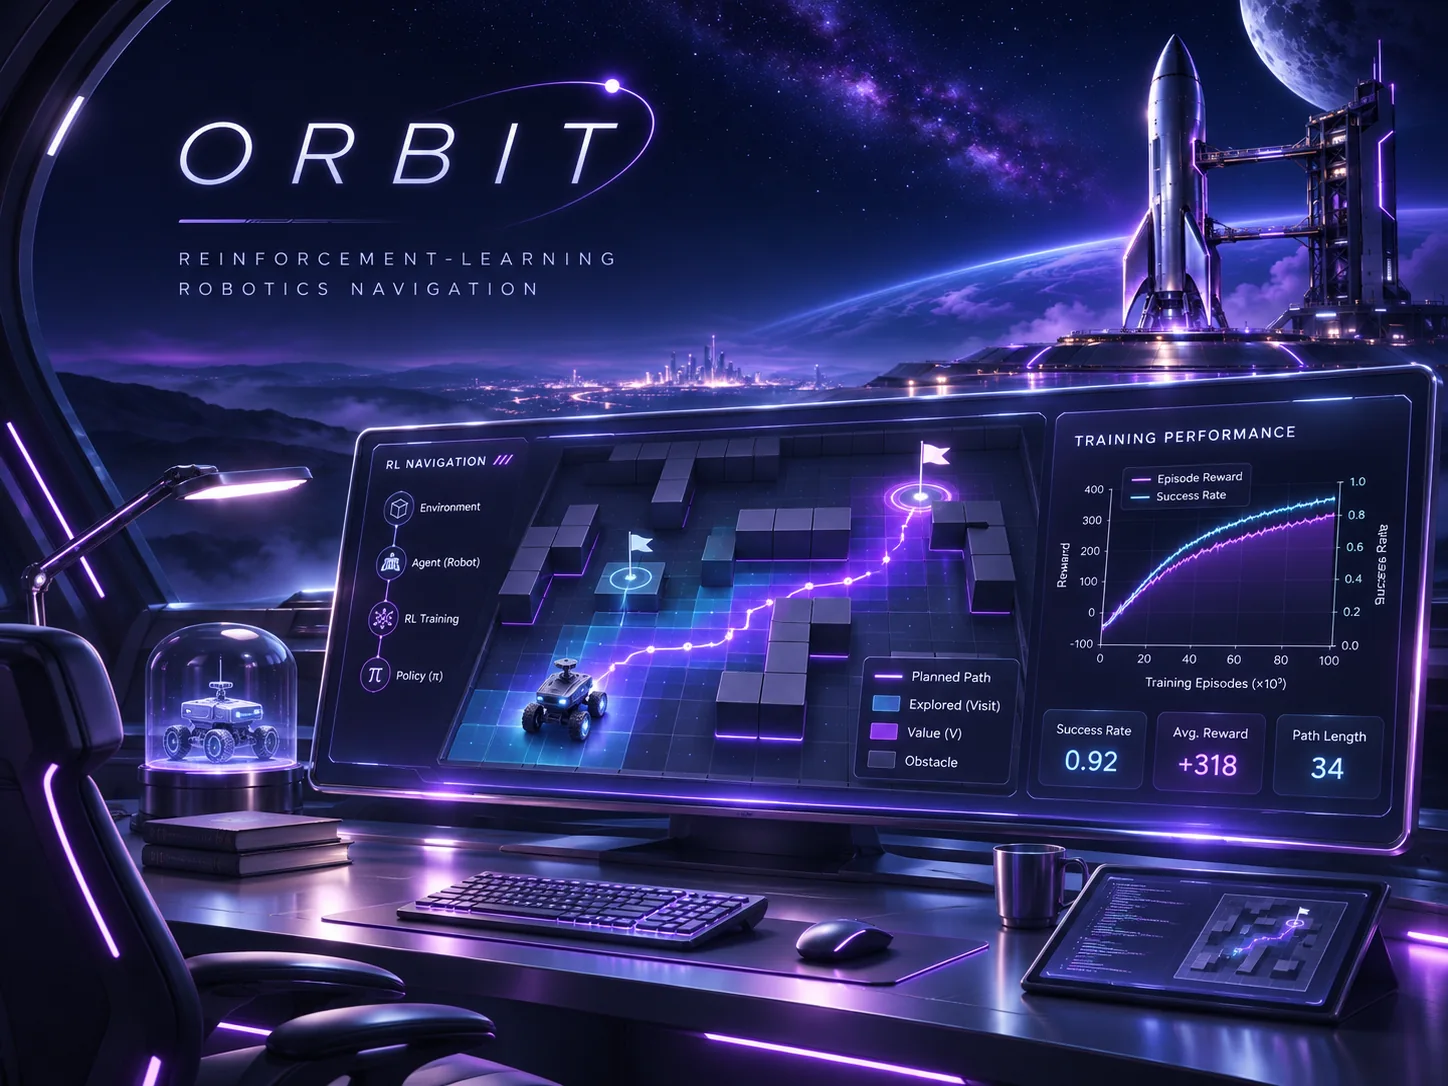 ORBIT
REINFORCEMENT-LEARNING
ROBOTICS NAVIGATION
RL NAVIGATION
Environment
Agent (Robot)
RL Training
π
Policy (π)
Planned Path
Explored (Visit)
Value (V)
Obstacle
TRAINING PERFORMANCE
Episode Reward
Success Rate
400
300
200
100
0
-100
Reward
1.0
0.8
0.6
0.4
0.2
0.0
0 20 40 60 80 100
Training Episodes (×10³)
Success Rate
0.92
Avg. Reward
+318
Path Length
34